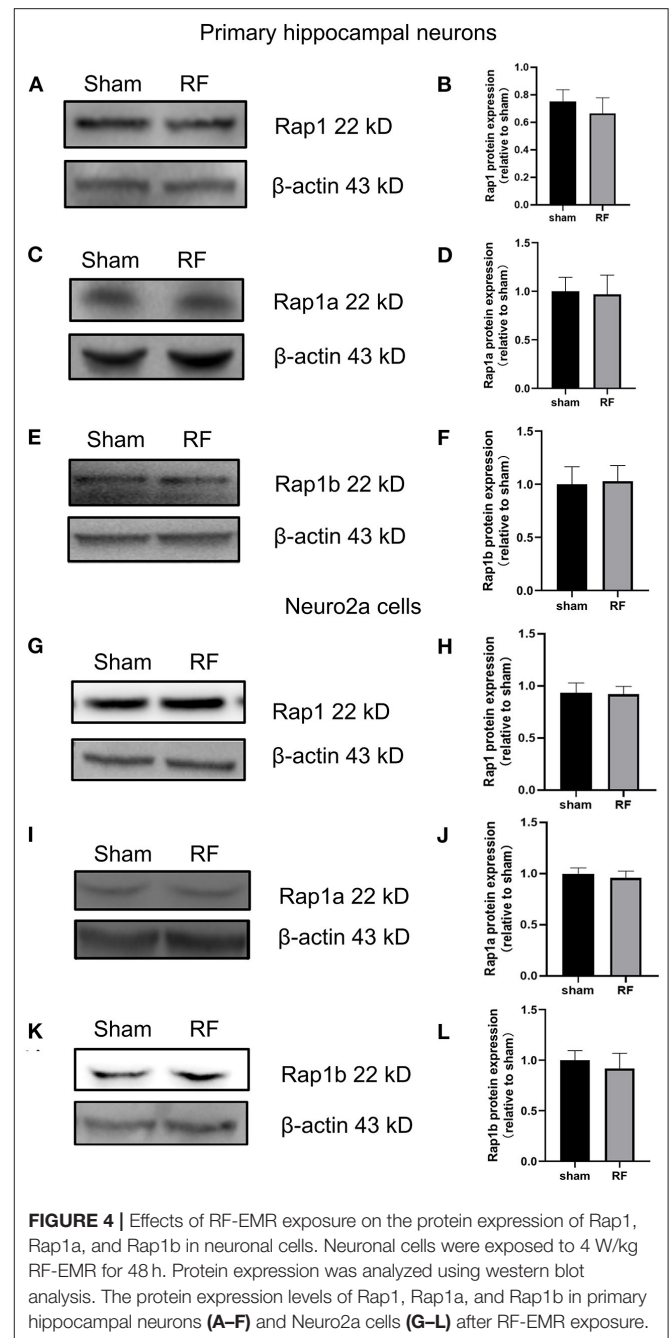 Primary hippocampal neurons
A
Sham RF
Rap1 22 kD
β-actin 43 kD
B
Rap1 protein expression
(relative to sham)
1.0
0.8
0.6
0.4
0.2
0.0
sham RF
C
Sham RF
Rap1a 22 kD
β-actin 43 kD
D
Rap1a protein expression
(relative to sham)
1.5
1.0
0.5
0.0
sham RF
E
Sham RF
Rap1b 22 kD
β-actin 43 kD
F
Rap1b protein expression
(relative to sham)
1.5
1.0
0.5
0.0
sham RF
Neuro2a cells
G
Sham RF
Rap1 22 kD
β-actin 43 kD
H
Rap1 protein expression
(relative to sham)
1.5
1.0
0.5
0.0
sham RF
I
Sham RF
Rap1a 22 kD
β-actin 43 kD
J
Rap1a protein expression
(relative to sham)
1.5
1.0
0.5
0.0
sham RF
K
Sham RF
Rap1b 22 kD
β-actin 43 kD
L
Rap1b protein expression
(relative to sham)
1.5
1.0
0.5
0.0
sham RF
FIGURE 4 | Effects of RF-EMR exposure on the protein expression of Rap1,
Rap1a, and Rap1b in neuronal cells. Neuronal cells were exposed to 4 W/kg
RF-EMR for 48 h. Protein expression was analyzed using western blot
analysis. The protein expression levels of Rap1, Rap1a, and Rap1b in primary
hippocampal neurons (A–F) and Neuro2a cells (G–L) after RF-EMR exposure.